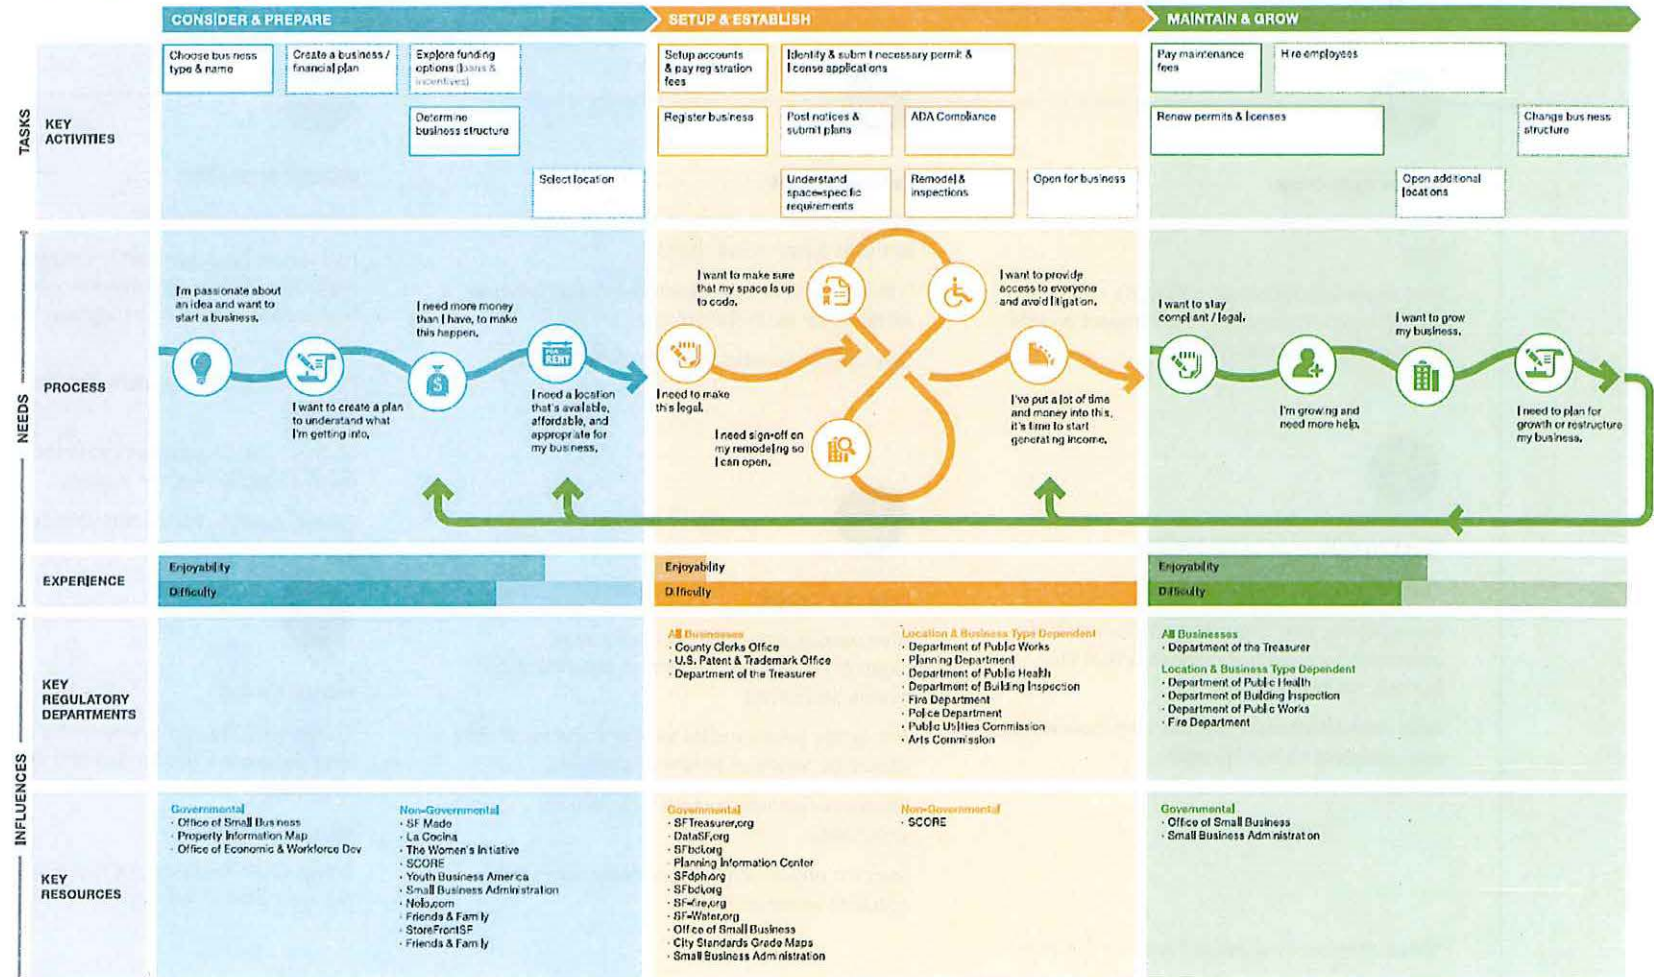 CONSIDER & PREPARE
SETUP & ESTABLISH
MAINTAIN & GROW
TASKS
KEY
ACTIVITIES
Choose business
type & name
Create a business /
financial plan
Explore funding
options (loans &
incentives)
Determine
business structure
Select location
Setup accounts
& pay registration
fees
Identify & submit necessary permit &
license applications
Register business
Post notices &
submit plans
ADA Compliance
Understand
space-specific
requirements
Remodel &
inspections
Open for business
Pay maintenance
fees
Hire employees
Renew permits & licenses
Change business
structure
Open additional
locations
NEEDS
PROCESS
I'm passionate about
an idea and want to
start a business.
I want to create a plan
to understand what
I'm getting into.
I need more money
than I have, to make
this happen.
FOR
RENT
I need a location
that's available,
affordable, and
appropriate for
my business.
I need to make
this legal.
I want to make sure
that my space is up
to code.
I need sign-off on
my remodeling so
I can open.
I want to provide
access to everyone
and avoid litigation.
I've put a lot of time
and money into this,
it's time to start
generating income.
I want to stay
compliant / legal.
I'm growing and
need more help.
I want to grow
my business.
I need to plan for
growth or restructure
my business.
EXPERIENCE
Enjoyability
Difficulty
Enjoyability
Difficulty
Enjoyability
Difficulty
INFLUENCES
KEY
REGULATORY
DEPARTMENTS
All Businesses
· County Clerks Office
· U.S. Patent & Trademark Office
· Department of the Treasurer
Location & Business Type Dependent
· Department of Public Works
· Planning Department
· Department of Public Health
· Department of Building Inspection
· Fire Department
· Police Department
· Public Utilities Commission
· Arts Commission
All Businesses
· Department of the Treasurer
Location & Business Type Dependent
· Department of Public Health
· Department of Building Inspection
· Department of Public Works
· Fire Department
KEY
RESOURCES
Governmental
· Office of Small Business
· Property Information Map
· Office of Economic & Workforce Dev
Non-Governmental
· SF Made
· La Cocina
· The Women's Initiative
· SCORE
· Youth Business America
· Small Business Administration
· Nolo.com
· Friends & Family
· StoreFrontSF
· Friends & Family
Governmental
· SFTreasurer.org
· DataSF.org
· SFbdi.org
· Planning Information Center
· SFdph.org
· SFbdi.org
· SF-fire.org
· SF-Water.org
· Office of Small Business
· City Standards Grade Maps
· Small Business Administration
Non-Governmental
· SCORE
Governmental
· Office of Small Business
· Small Business Administration